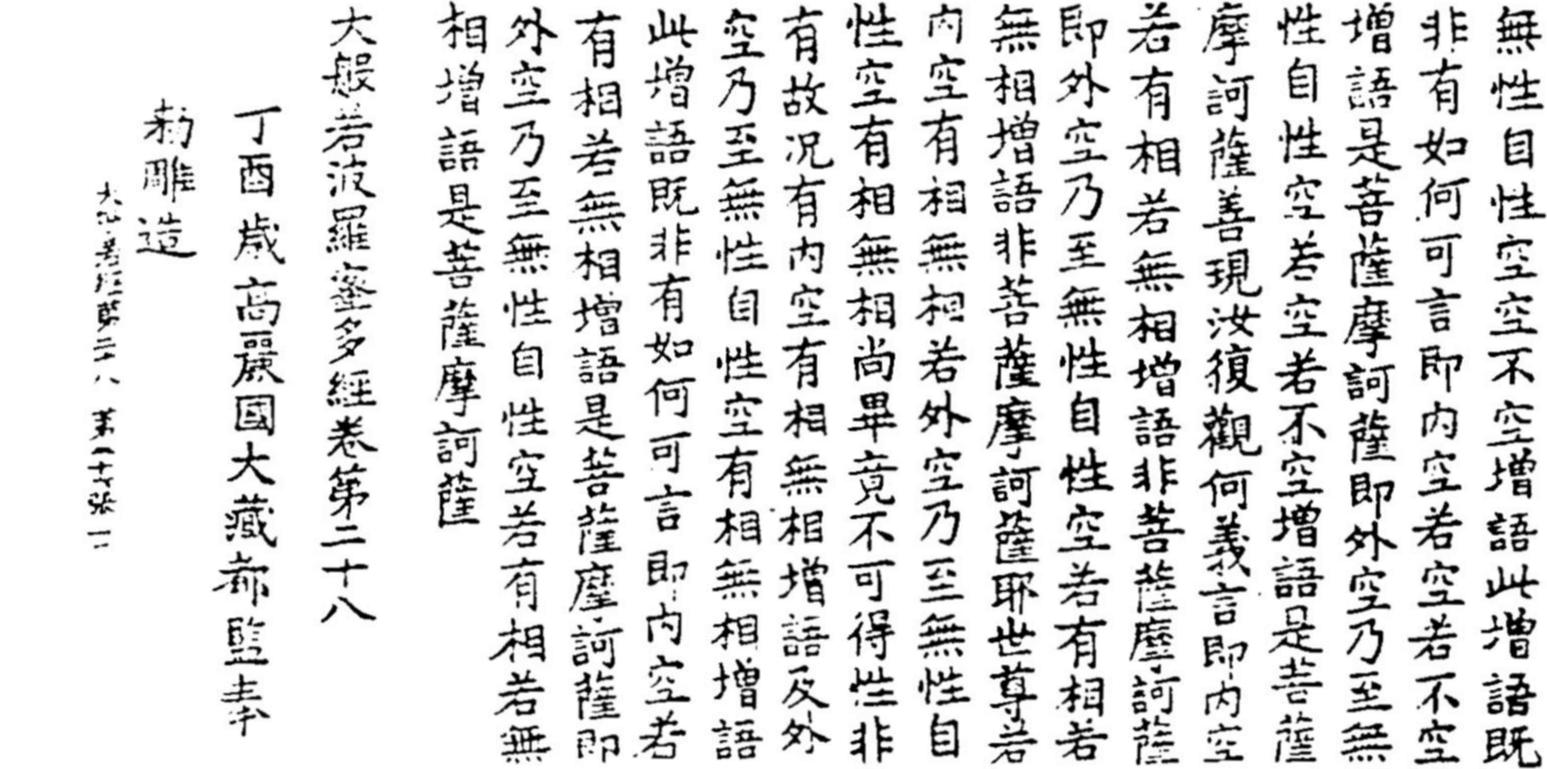 無性自性空空不空增語此增語既
非有如何可言即内空若空若不空
增語是菩薩摩訶薩即外空乃至無
性自性空若空若不空增語是菩薩
摩訶薩善現汝復觀何義言即内空
若有相若無相增語非菩薩摩訶薩
即外空乃至無性自性空若有相若
無相增語非菩薩摩訶薩耶世尊若
内空有相無相若外空乃至無性自
性空有相無相尚畢竟不可得性非
有故况有内空有相無相增語及外
空乃至無性自性空有相無相增語
此增語既非有如何可言即内空若
有相若無相增語是菩薩摩訶薩即
外空乃至無性自性空若有相若無
相增語是菩薩摩訶薩
大般若波羅蜜多經卷第二十八
丁酉歲高麗國大藏都監奉
勅雕造
大般若經第二十八 第 十 張